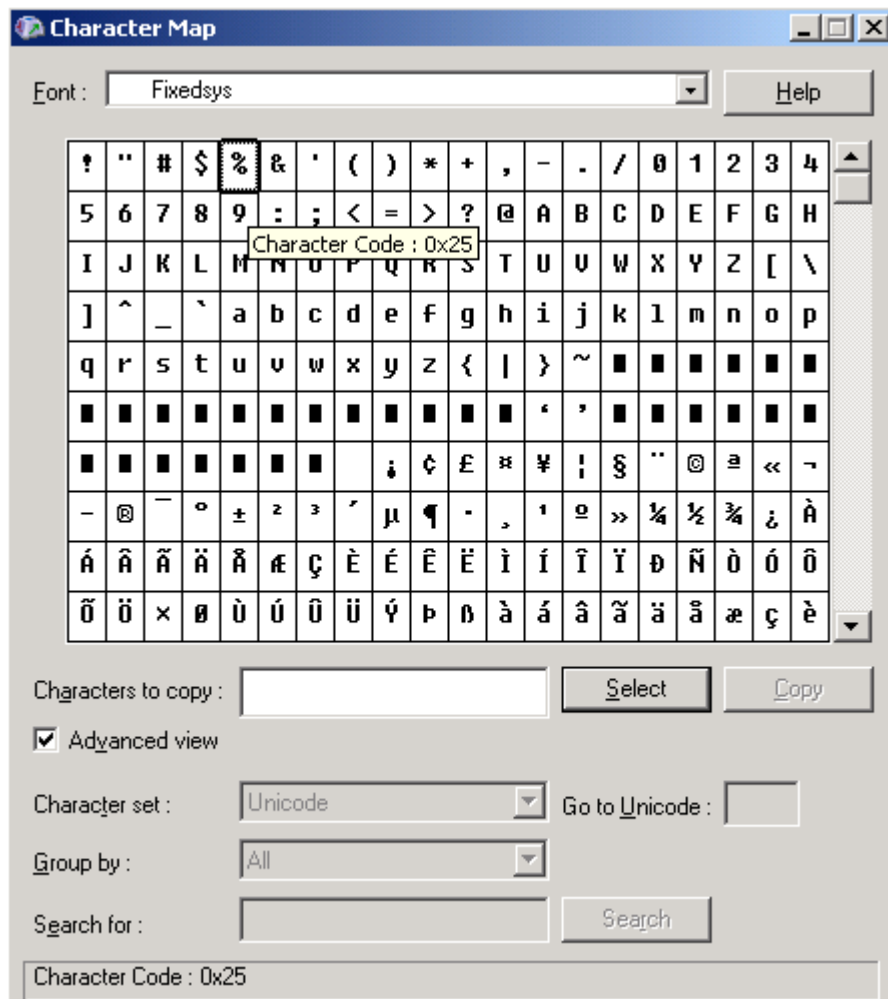 Character Map
Font : Fixedsys Help
! " # $ % & ' ( ) * + , - . / 0 1 2 3 4
5 6 7 8 9 : ; < = > ? @ A B C D E F G H
Character Code : 0x25
I J K L M N O P Q R S T U V W X Y Z [ \
] ^ _ ` a b c d e f g h i j k l m n o p
q r s t u v w x y z { | } ~ ■ ■ ■ ■ ■ ■
■ ■ ■ ■ ■ ■ ■ ■ ■ ■ ■ ■ ‘ ’ ■ ■ ■ ■ ■ ■
■ ■ ■ ■ ■ ■ ■ ¡ ¢ £ ¤ ¥ ¦ § ¨ © ª « ¬
- ® ¯ ° ± ² ³ ´ µ ¶ · ¸ ¹ º » ¼ ½ ¾ ¿ À
Á Â Ã Ä Å Æ Ç È É Ê Ë Ì Í Î Ï Ð Ñ Ò Ó Ô
Õ Ö × Ø Ù Ú Û Ü Ý Þ ß à á â ã ä å æ ç è
Characters to copy : Select Copy
Advanced view
Character set : Unicode Go to Unicode :
Group by : All
Search for : Search
Character Code : 0x25